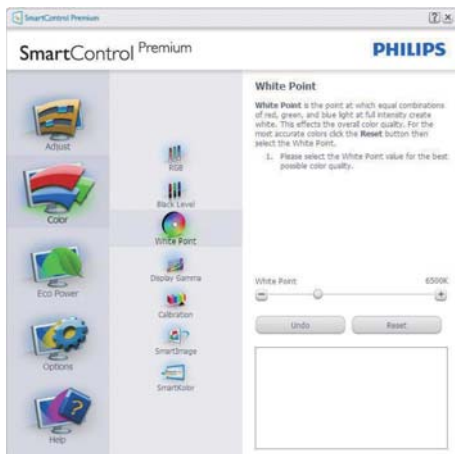 SmartControl Premium
SmartControl Premium
PHILIPS
Adjust
Color
Eco Power
Options
Help
RGB
Black Level
White Point
Display Gamma
Calibration
SmartImage
SmartKolor
White Point
White Point is the point at which equal combinations
of red, green, and blue light at full intensity create
white. This effects the overall color quality. For the
most accurate colors click the Reset button then
select the White Point.
1. Please select the White Point value for the best
possible color quality.
White Point 6500K
Undo Reset